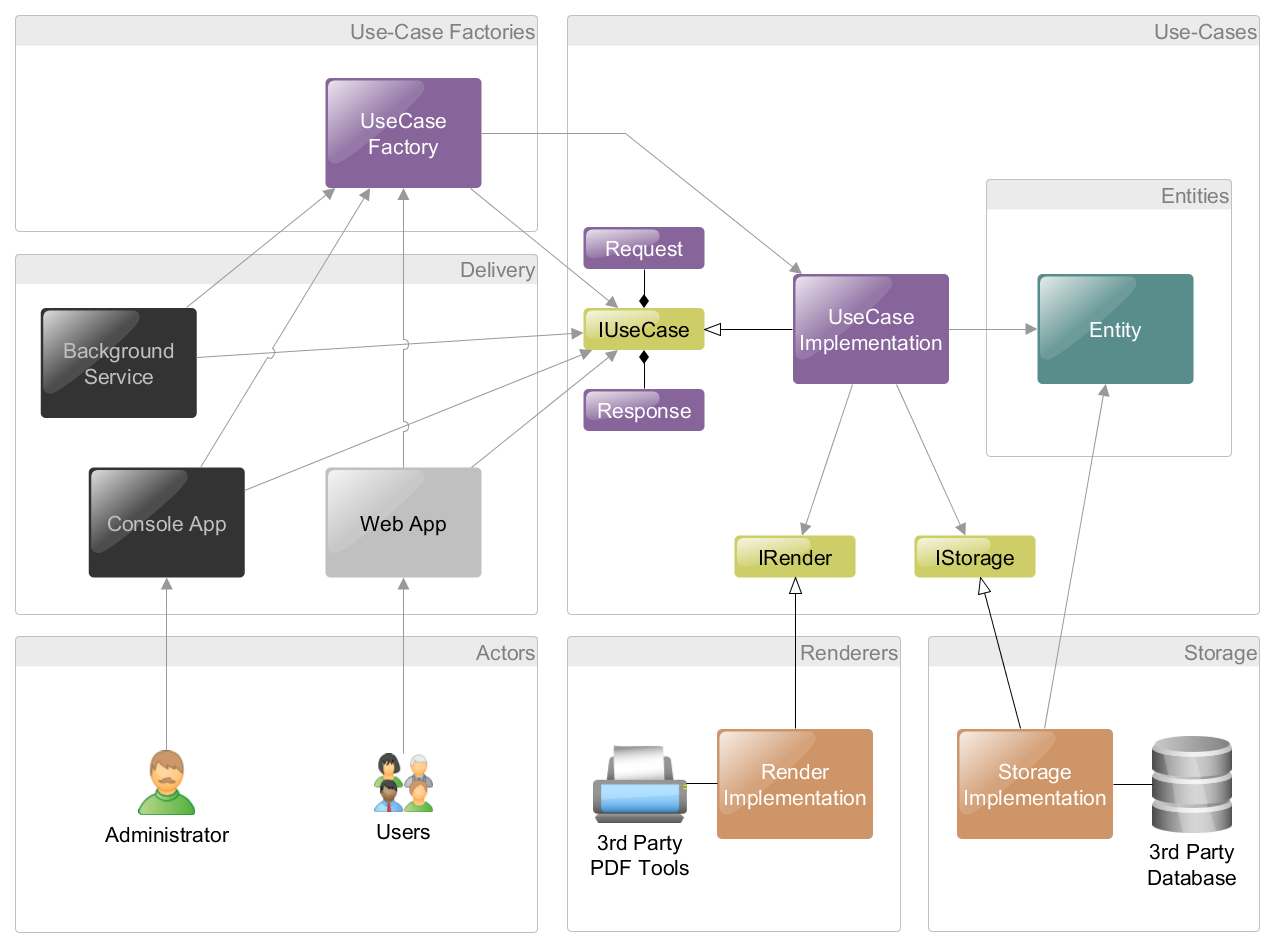 Use-Case Factories
UseCase
Factory
Use-Cases
Entities
Request
IUseCase
Response
UseCase
Implementation
Entity
IRender
IStorage
Delivery
Background
Service
Console App
Web App
Actors
Administrator
Users
Renderers
Render
Implementation
3rd Party
PDF Tools
Storage
Storage
Implementation
3rd Party
Database